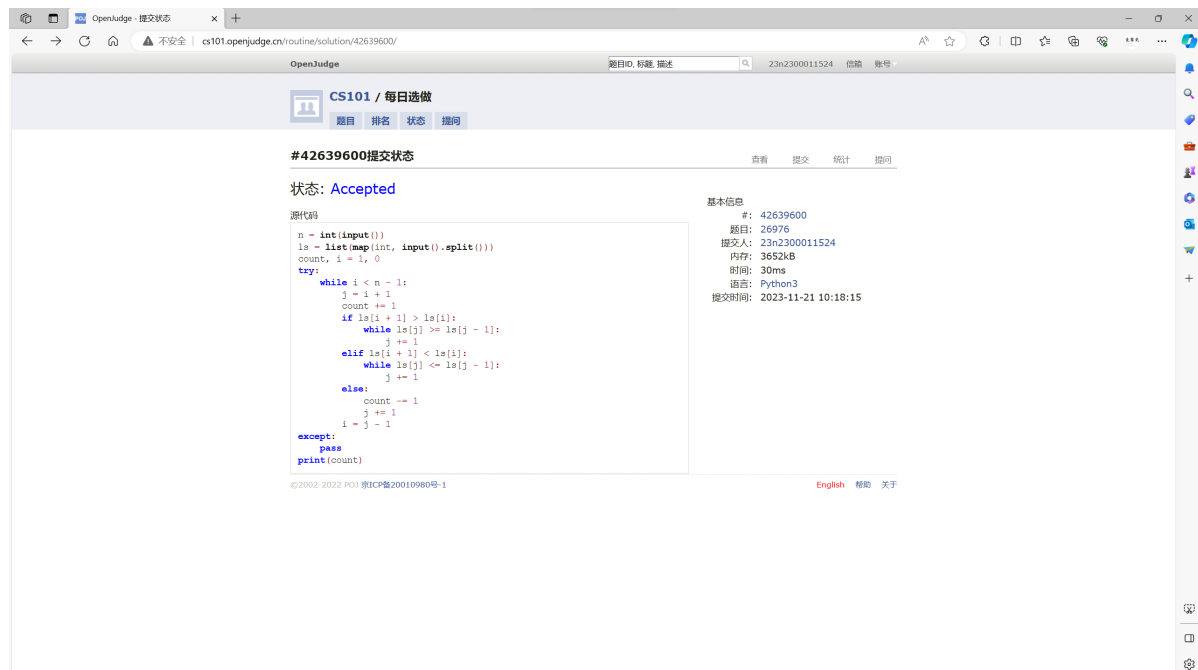 OpenJudge - 提交状态
不安全 | cs101.openjudge.cn/routine/solution/42639600/
OpenJudge
题目ID, 标题, 描述
23n2300011524 信箱 账号
CS101 / 每日选做
题目 排名 状态 提问
#42639600提交状态
查看 提交 统计 提问
状态: Accepted
源代码
n = int(input())
ls = list(map(int, input().split()))
count, i = 1, 0
try:
    while i < n - 1:
        j = i + 1
        count += 1
        if ls[i + 1] > ls[i]:
            while ls[j] >= ls[j - 1]:
                j += 1
        elif ls[i + 1] < ls[i]:
            while ls[j] <= ls[j - 1]:
                j += 1
        else:
            count -= 1
            j += 1
        i = j - 1
except:
    pass
print(count)
基本信息
#: 42639600
题目: 26976
提交人: 23n2300011524
内存: 3652kB
时间: 30ms
语言: Python3
提交时间: 2023-11-21 10:18:15
©2002-2022 POJ 京ICP备20010980号-1
English 帮助 关于